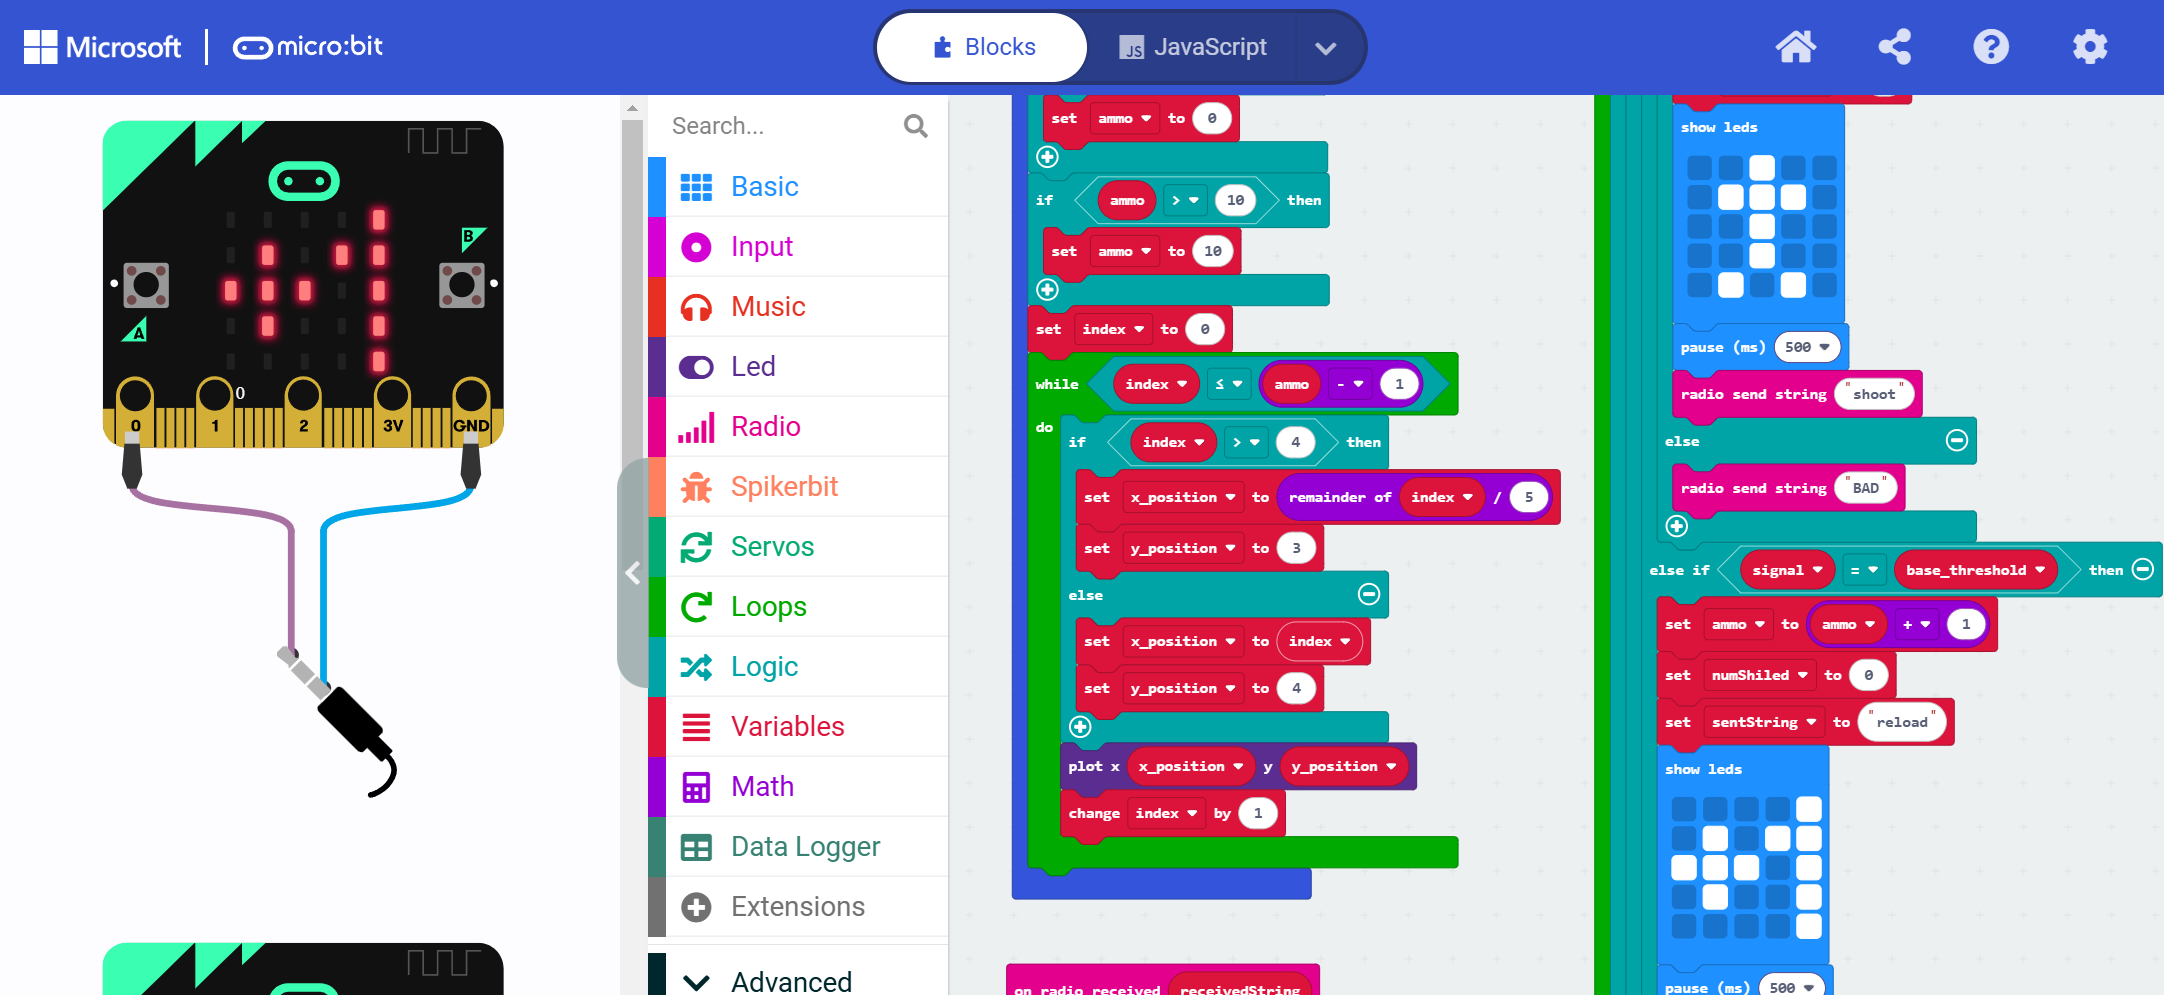 Microsoft
micro:bit
Blocks
JS JavaScript
B
A
0
0 1 2 3V GND
Search...
Basic
Input
Music
Led
Radio
Spikerbit
Servos
Loops
Logic
Variables
Math
Data Logger
Extensions
Advanced
set ammo to 0
if ammo > 10 then
set ammo to 10
set index to 0
while index ≤ ammo - 1
do
if index > 4 then
set x_position to remainder of index / 5
set y_position to 3
else
set x_position to index
set y_position to 4
plot x x_position y y_position
change index by 1
on radio received receivedString
show leds
pause (ms) 500
radio send string "shoot"
else
radio send string "BAD"
else if signal = base_threshold then
set ammo to ammo + 1
set numShiled to 0
set sentString to "reload"
show leds
pause (ms) 500